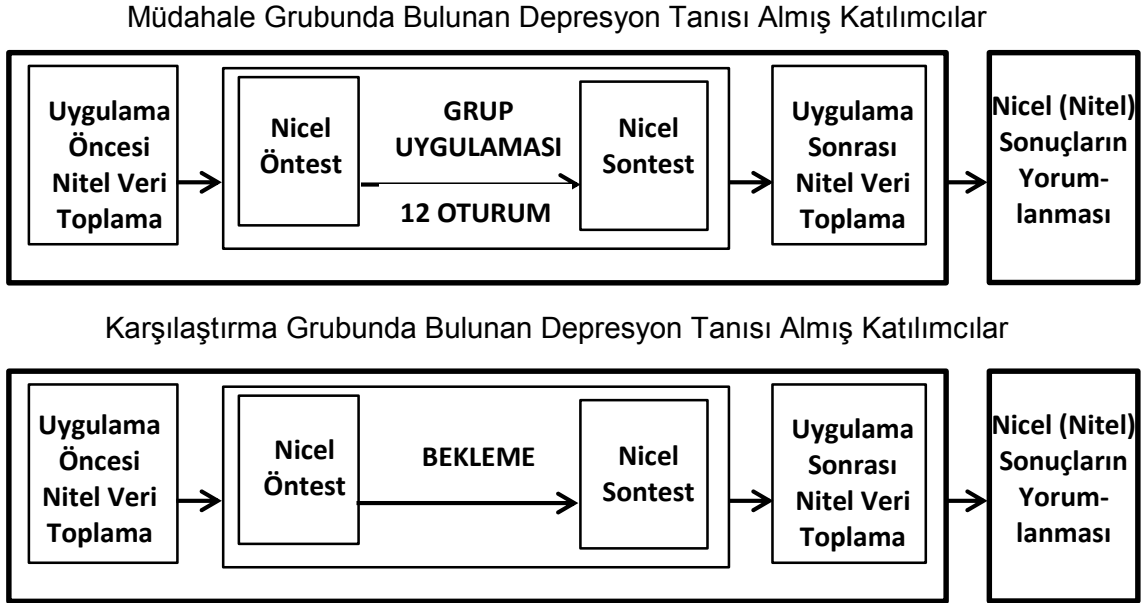 Müdahale Grubunda Bulunan Depresyon Tanısı Almış Katılımcılar
Uygulama
Öncesi
Nitel Veri
Toplama
Nicel
Öntest
GRUP
UYGULAMASI
12 OTURUM
Nicel
Sontest
Uygulama
Sonrası
Nitel Veri
Toplama
Nicel (Nitel)
Sonuçların
Yorum-
lanması
Karşılaştırma Grubunda Bulunan Depresyon Tanısı Almış Katılımcılar
Uygulama
Öncesi
Nitel Veri
Toplama
Nicel
Öntest
BEKLEME
Nicel
Sontest
Uygulama
Sonrası
Nitel Veri
Toplama
Nicel (Nitel)
Sonuçların
Yorum-
lanması